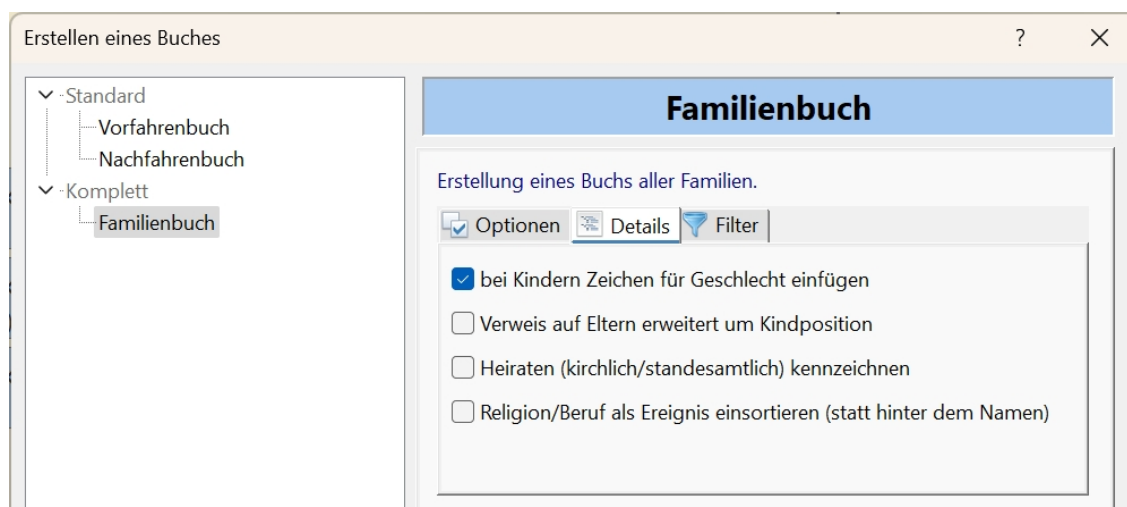 Erstellen eines Buches
?
Standard
Vorfahrenbuch
Nachfahrenbuch
Komplett
Familienbuch
Familienbuch
Erstellung eines Buchs aller Familien.
Optionen Details Filter
bei Kindern Zeichen für Geschlecht einfügen
Verweis auf Eltern erweitert um Kindposition
Heiraten (kirchlich/standesamtlich) kennzeichnen
Religion/Beruf als Ereignis einsortieren (statt hinter dem Namen)